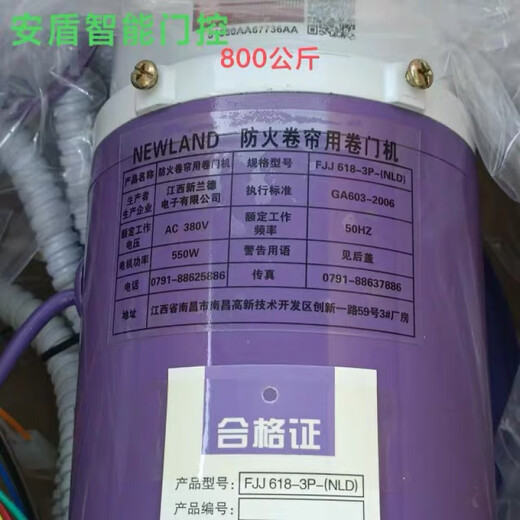 安盾智能门控
AA67736AA
800公斤
NEWLAND 防火卷帘用卷门机
产品名称 防火卷帘用卷门机 规格型号 FJJ 618-3P-(NLD)
生产者 生产企业 江西新兰德电子有限公司 执行标准 GA603-2006
额定工作电压 AC 380V 额定工作频率 50HZ
电机功率 550W 警告用语 见后盖
电话 0791-88625886 传真 0791-88637886
地址 江西省南昌市南昌高新技术开发区创新一路59号3#厂房
合格证
产品型号: FJJ 618-3P-(NLD)
产品编号: